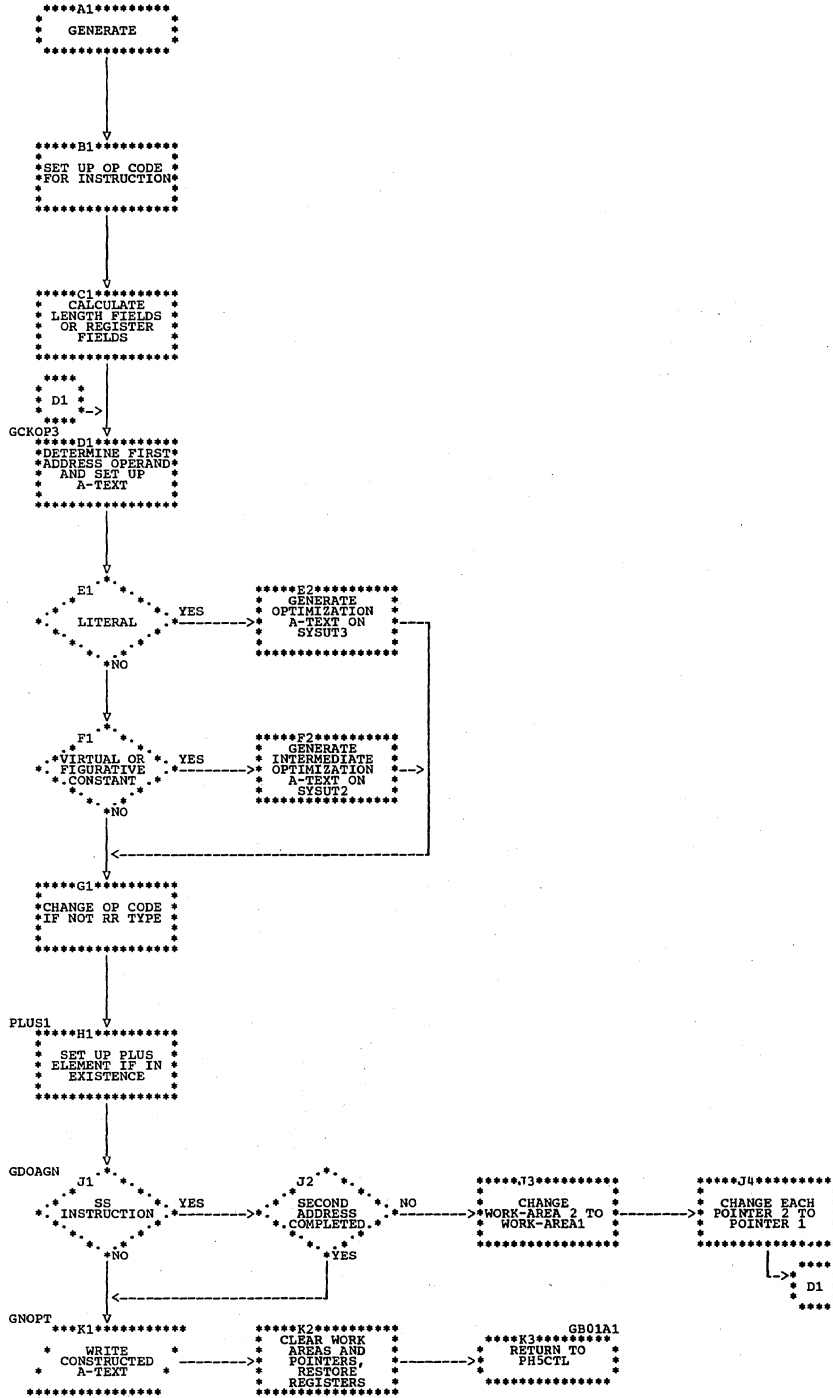 A1
GENERATE
B1
SET UP OP CODE
FOR INSTRUCTION
C1
CALCULATE
LENGTH FIELDS
OR REGISTER
FIELDS
D1
GCKOP3
D1
DETERMINE FIRST
ADDRESS OPERAND
AND SET UP
A-TEXT
E1
LITERAL
YES
NO
E2
GENERATE
OPTIMIZATION
A-TEXT ON
SYSUT3
F1
VIRTUAL OR
FIGURATIVE
CONSTANT
YES
NO
F2
GENERATE
INTERMEDIATE
OPTIMIZATION
A-TEXT ON
SYSUT2
G1
CHANGE OP CODE
IF NOT RR TYPE
PLUS1
H1
SET UP PLUS
ELEMENT IF IN
EXISTENCE
GDOAGN
J1
SS
INSTRUCTION
YES
NO
J2
SECOND
ADDRESS
COMPLETED
NO
YES
J3
CHANGE
WORK-AREA 2 TO
WORK-AREA1
J4
CHANGE EACH
POINTER 2 TO
POINTER 1
D1
GNOPT
K1
WRITE
CONSTRUCTED
A-TEXT
K2
CLEAR WORK
AREAS AND
POINTERS,
RESTORE
REGISTERS
GB01A1
K3
RETURN TO
PH5CTL